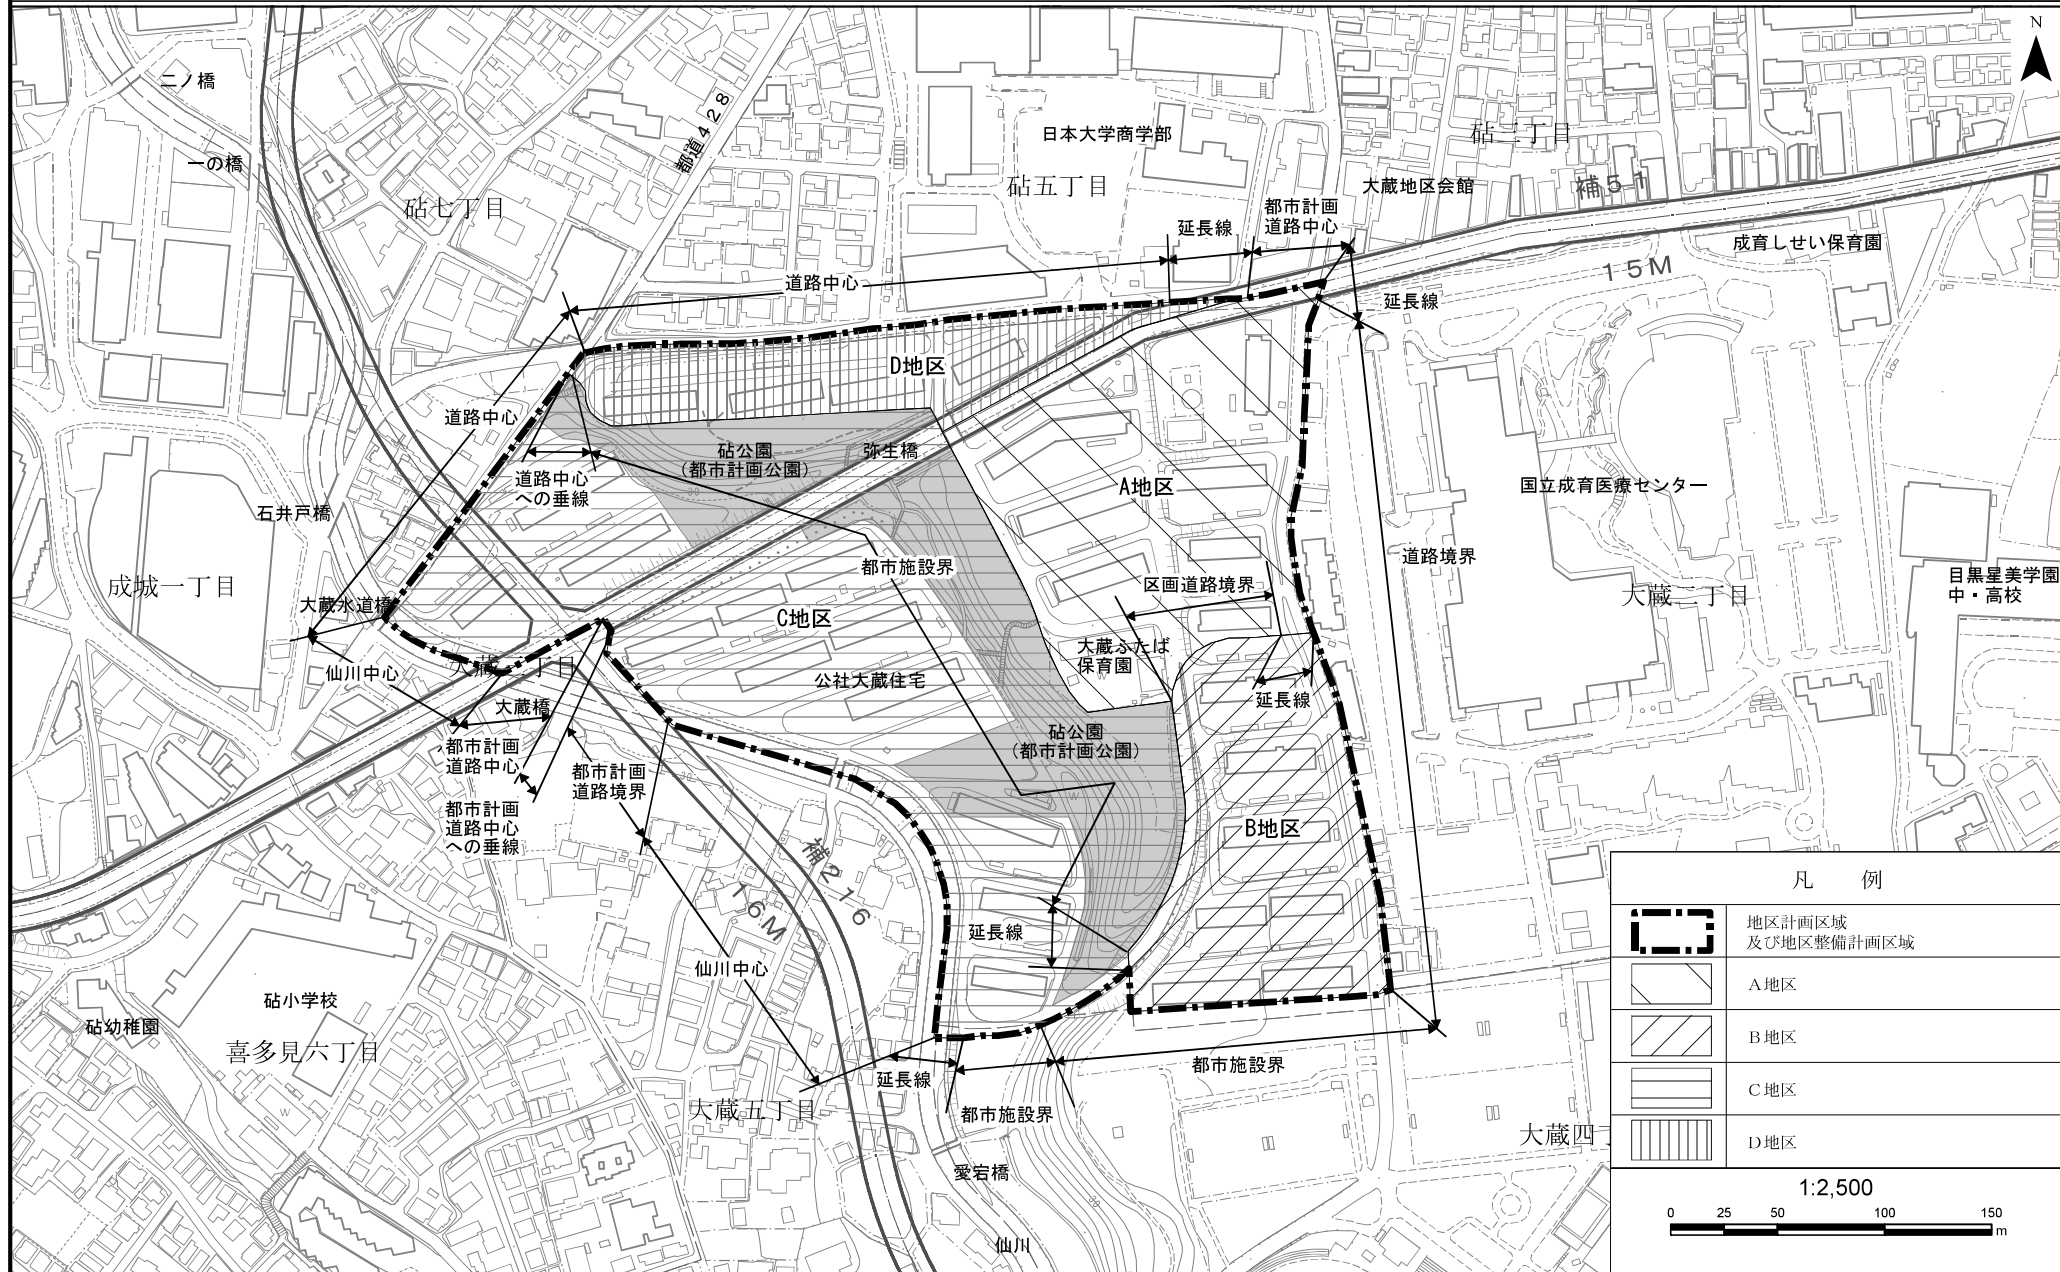 N
二ノ橋
一の橋
都道428
日本大学商学部
砧三丁目
砧五丁目
大蔵地区会館
補51
砧七丁目
都市計画
道路中心
延長線
成育しせい保育園
15M
道路中心
延長線
D地区
道路中心
砧公園
(都市計画公園)
弥生橋
道路中心
への垂線
A地区
国立成育医療センター
石井戸橋
都市施設界
道路境界
成城一丁目
区画道路境界
大蔵水道橋
目黒星美学園
中・高校
大蔵二丁目
C地区
大蔵ふたば
保育園
仙川中心
公社大蔵住宅
延長線
大蔵橋
砧公園
(都市計画公園)
都市計画
道路中心
都市計画
道路境界
都市計画
道路中心
への垂線
B地区
補216
16M
延長線
仙川中心
砧小学校
砧幼稚園
喜多見六丁目
都市施設界
延長線
大蔵五丁目
都市施設界
愛宕橋
仙川
凡　例
地区計画区域
及び地区整備計画区域
A地区
B地区
C地区
D地区
1:2,500
0 25 50 100 150
m